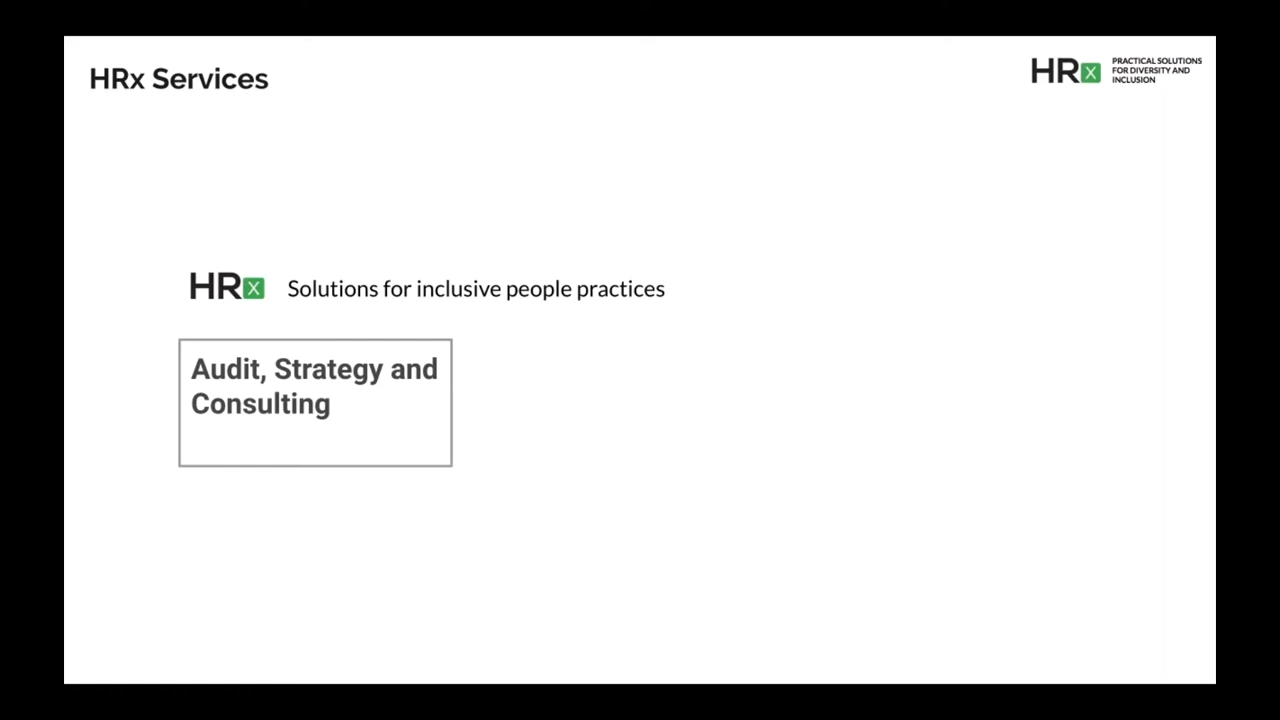 HRx Services
HRx
PRACTICAL SOLUTIONS
FOR DIVERSITY AND
INCLUSION
HRx Solutions for inclusive people practices
Audit, Strategy and
Consulting